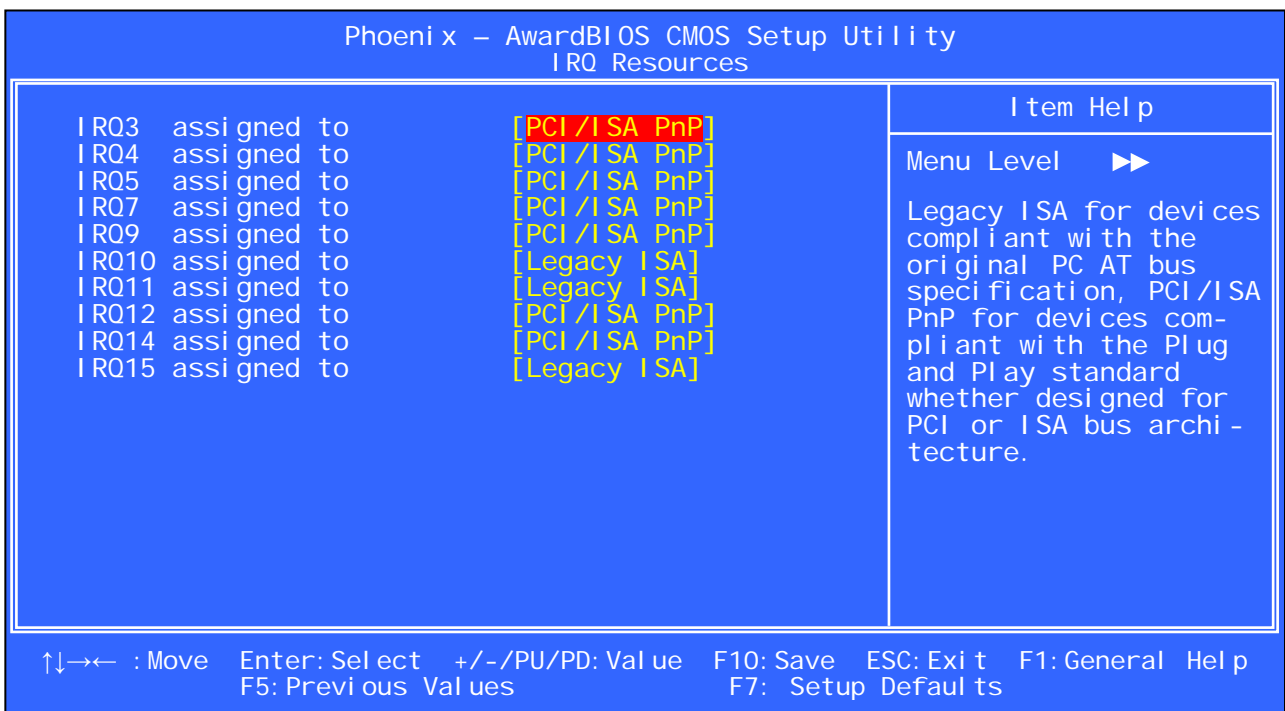 Phoenix – AwardBIOS CMOS Setup Utility
IRQ Resources
IRQ3 assigned to [PCI/ISA PnP]
IRQ4 assigned to [PCI/ISA PnP]
IRQ5 assigned to [PCI/ISA PnP]
IRQ7 assigned to [PCI/ISA PnP]
IRQ9 assigned to [PCI/ISA PnP]
IRQ10 assigned to [Legacy ISA]
IRQ11 assigned to [Legacy ISA]
IRQ12 assigned to [PCI/ISA PnP]
IRQ14 assigned to [PCI/ISA PnP]
IRQ15 assigned to [Legacy ISA]
Item Help
Menu Level ▶▶
Legacy ISA for devices
compliant with the
original PC AT bus
specification, PCI/ISA
PnP for devices com-
pliant with the Plug
and Play standard
whether designed for
PCI or ISA bus archi-
tecture.
↑↓→← :Move Enter:Select +/-/PU/PD:Value F10:Save ESC:Exit F1:General Help
F5:Previous Values F7: Setup Defaults